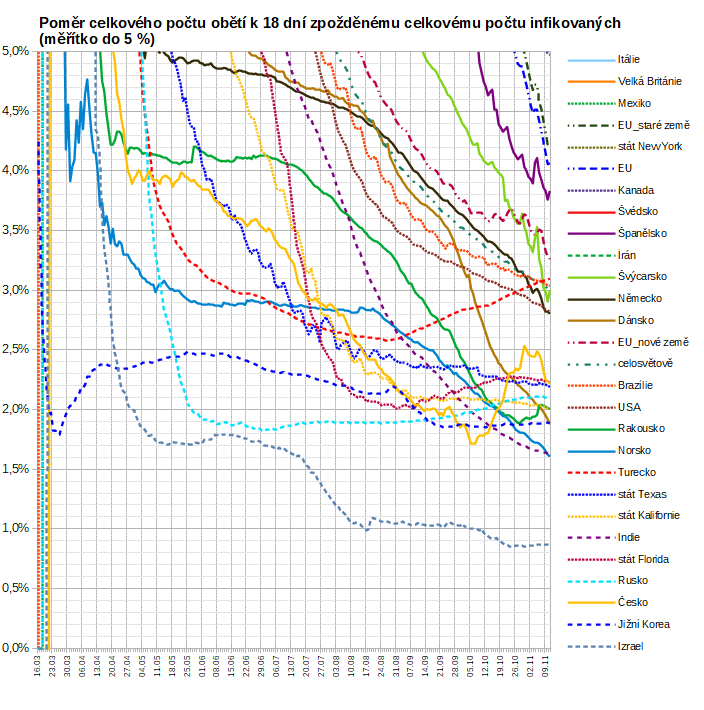 Poměr celkového počtu obětí k 18 dní zpožděnému celkovému počtu infikovaných
(měřítko do 5 %)
5,0%
4,5%
4,0%
3,5%
3,0%
2,5%
2,0%
1,5%
1,0%
0,5%
0,0%
16.03
23.03
30.03
06.04
13.04
20.04
27.04
04.05
11.05
18.05
25.05
01.06
08.06
15.06
22.06
29.06
06.07
13.07
20.07
27.07
03.08
10.08
17.08
24.08
31.08
07.09
14.09
21.09
28.09
05.10
12.10
19.10
26.10
02.11
09.11
Itálie
Velká Británie
Mexiko
EU_staré země
stát NewYork
EU
Kanada
Švédsko
Španělsko
Irán
Švýcarsko
Německo
Dánsko
EU_nové země
celosvětově
Brazilie
USA
Rakousko
Norsko
Turecko
stát Texas
stát Kalifornie
Indie
stát Florida
Rusko
Česko
Jižní Korea
Izrael